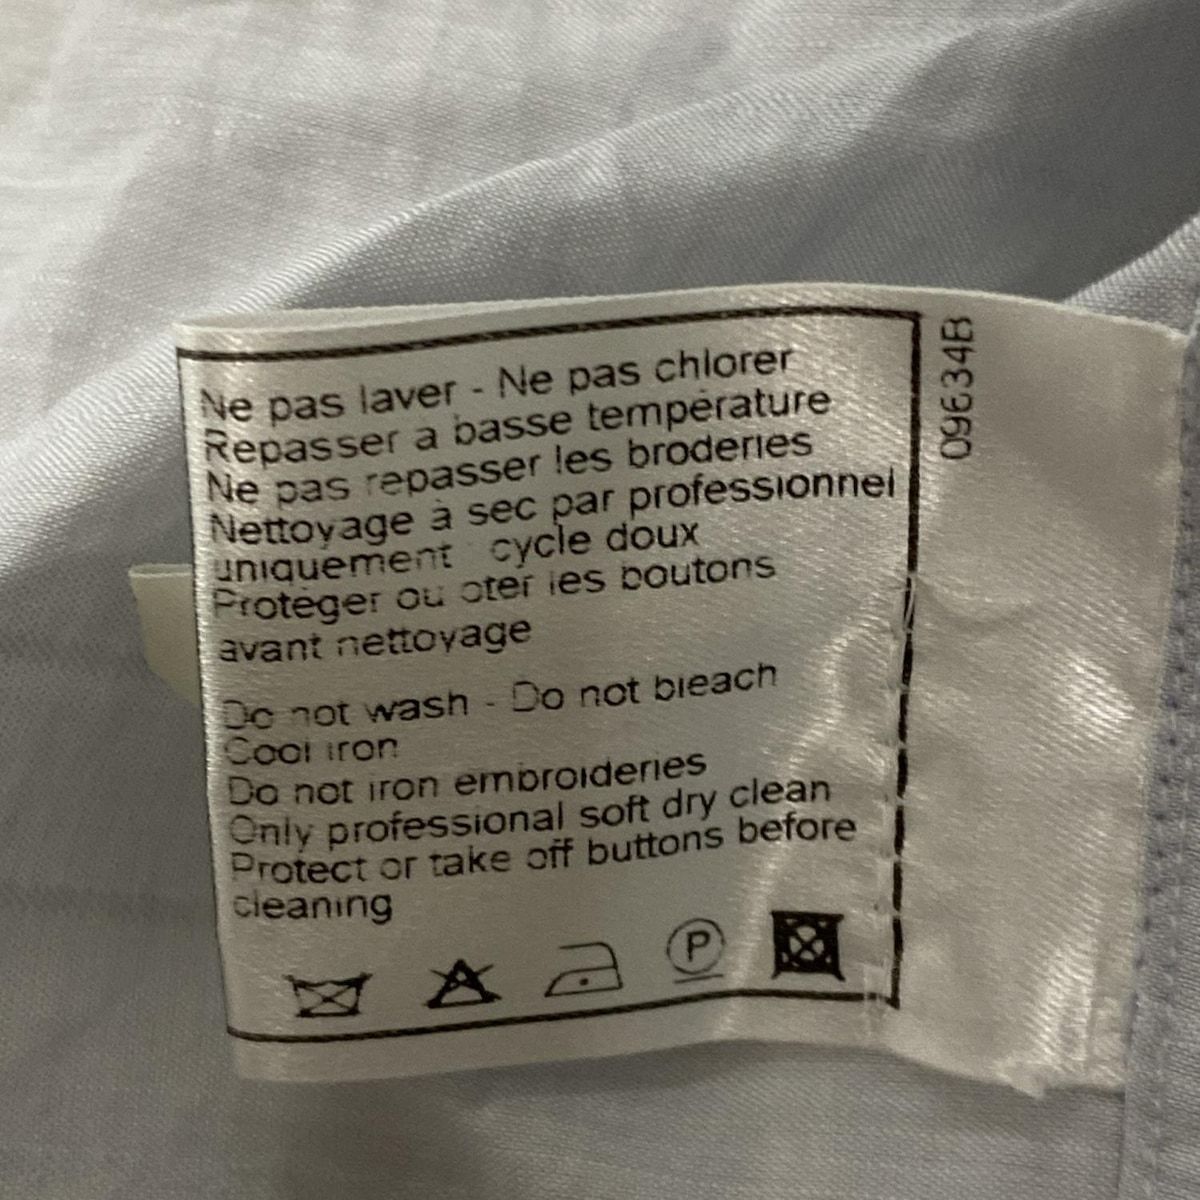 Ne pas laver - Ne pas chlorer
Repasser a basse température
Ne pas repasser les broderies
Nettoyage à sec par professionnel
uniquement cycle doux
Protéger ou oter les boutons
avant nettoyage
Do not wash - Do not bleach
Cool iron
Do not iron embroideries
Only professional soft dry clean
Protect or take off buttons before
cleaning
P
09634B